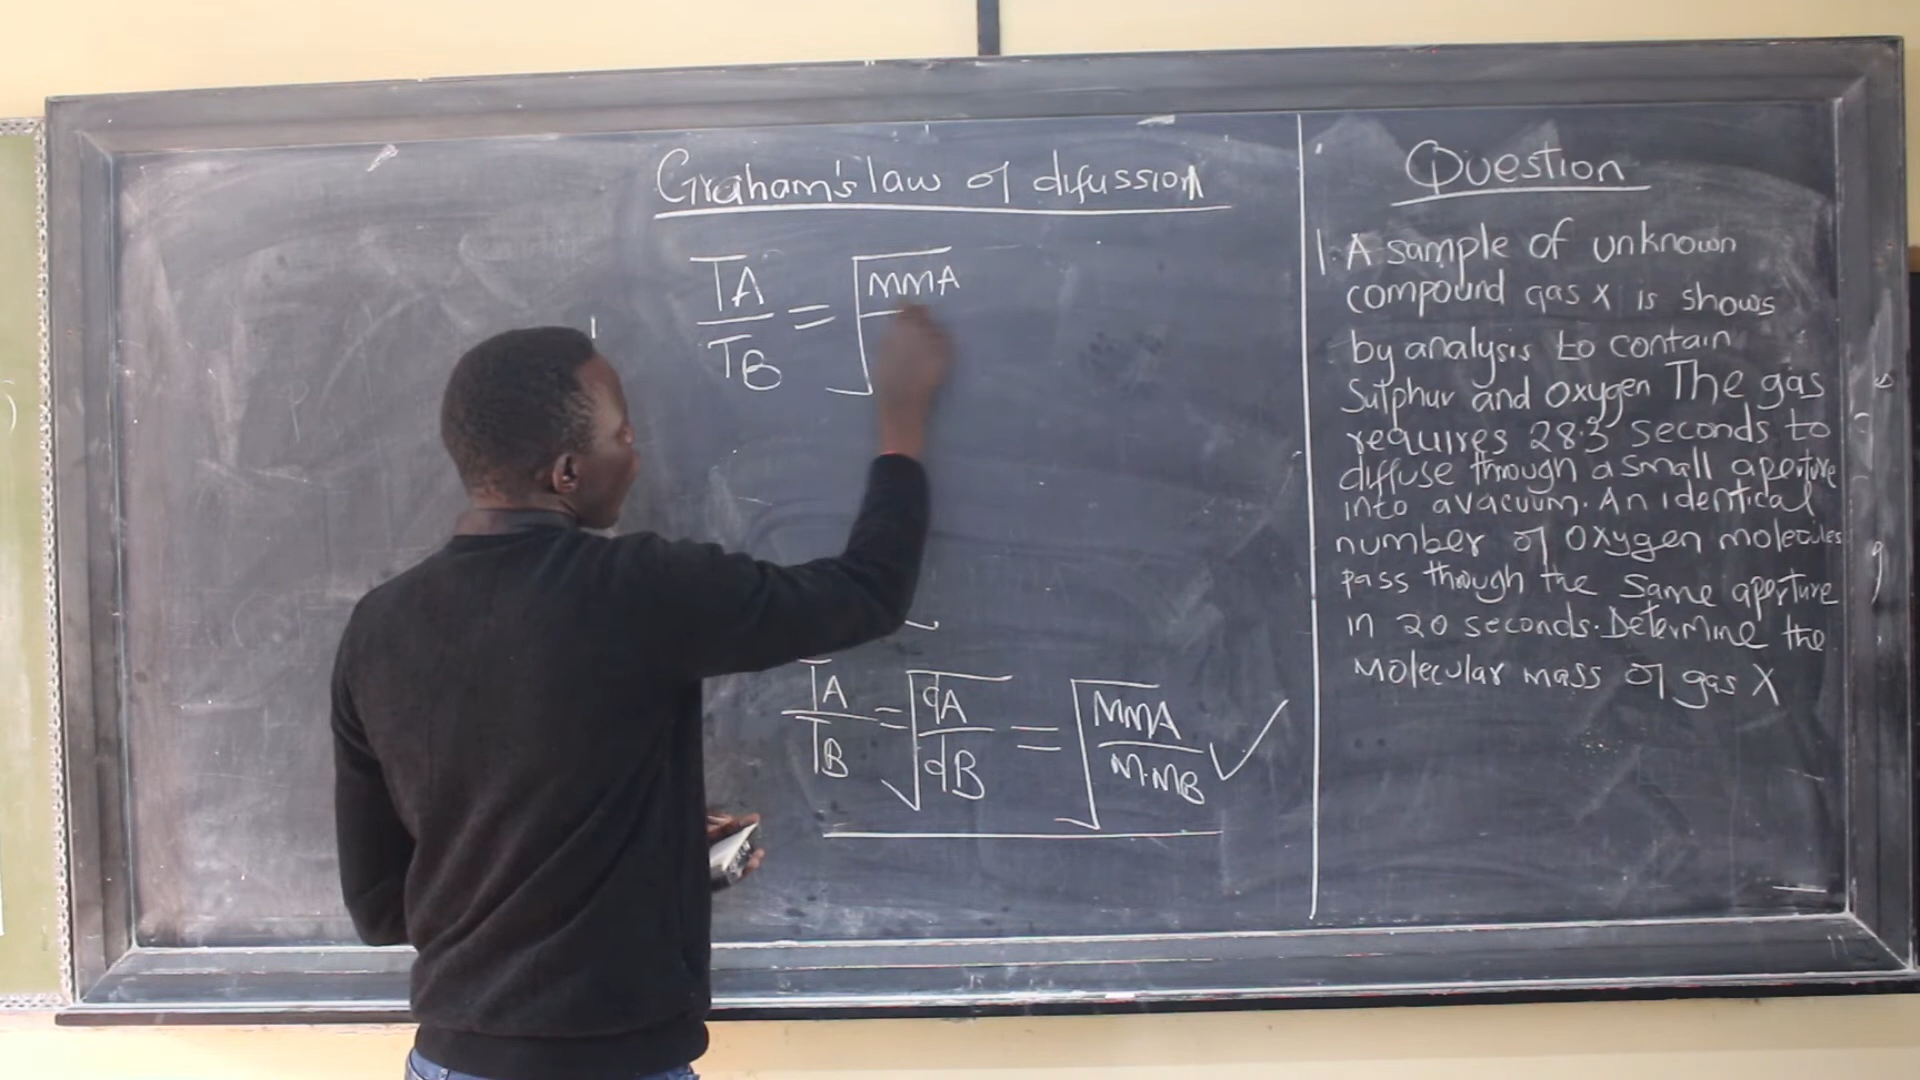 Graham's law of difussion
TA
TB
=
√
MMA
TA
TB
= √
dA
dB
= √
MMA
M.MB
Question
1. A sample of unknown
compound gas X is shows
by analysis to contain
Sulphur and oxygen The gas
requires 28.3 seconds to
diffuse through a small aperture
into a vacuum. An identical
number of oxygen molecules
pass through the same aperture
in 20 seconds. Determine the
molecular mass of gas X